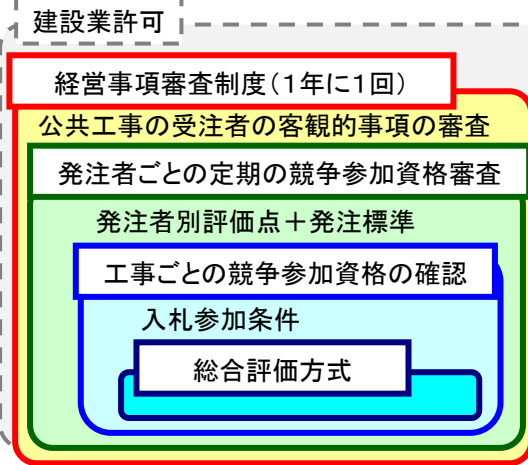 建設業許可
経営事項審査制度(1年に1回)
公共工事の受注者の客観的事項の審査
発注者ごとの定期の競争参加資格審査
発注者別評価点+発注標準
工事ごとの競争参加資格の確認
入札参加条件
総合評価方式